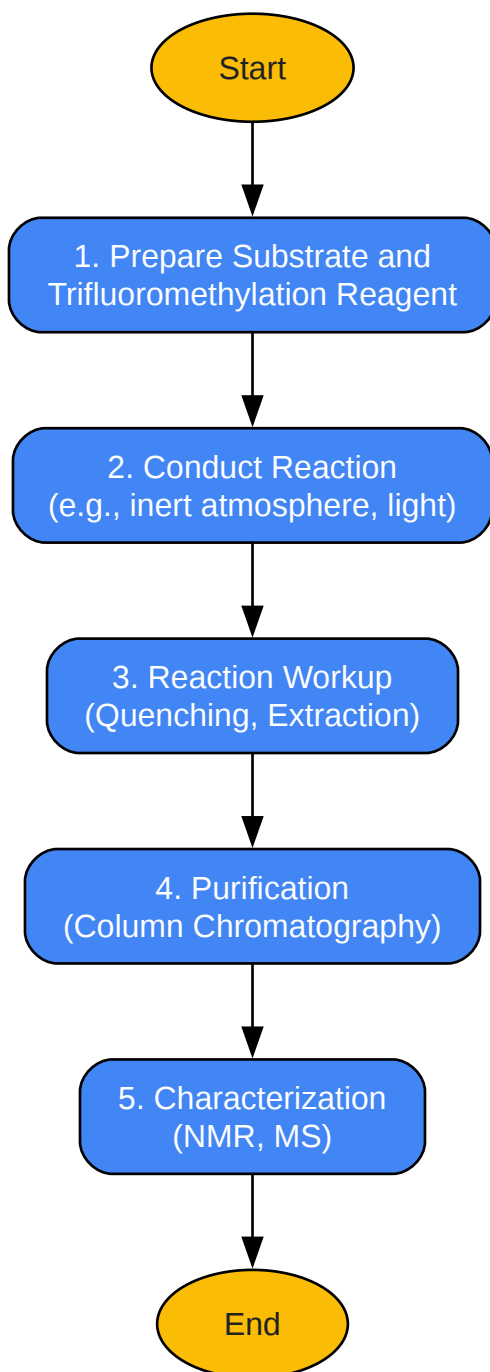 Start
1. Prepare Substrate and
Trifluoromethylation Reagent
2. Conduct Reaction
(e.g., inert atmosphere, light)
3. Reaction Workup
(Quenching, Extraction)
4. Purification
(Column Chromatography)
5. Characterization
(NMR, MS)
End